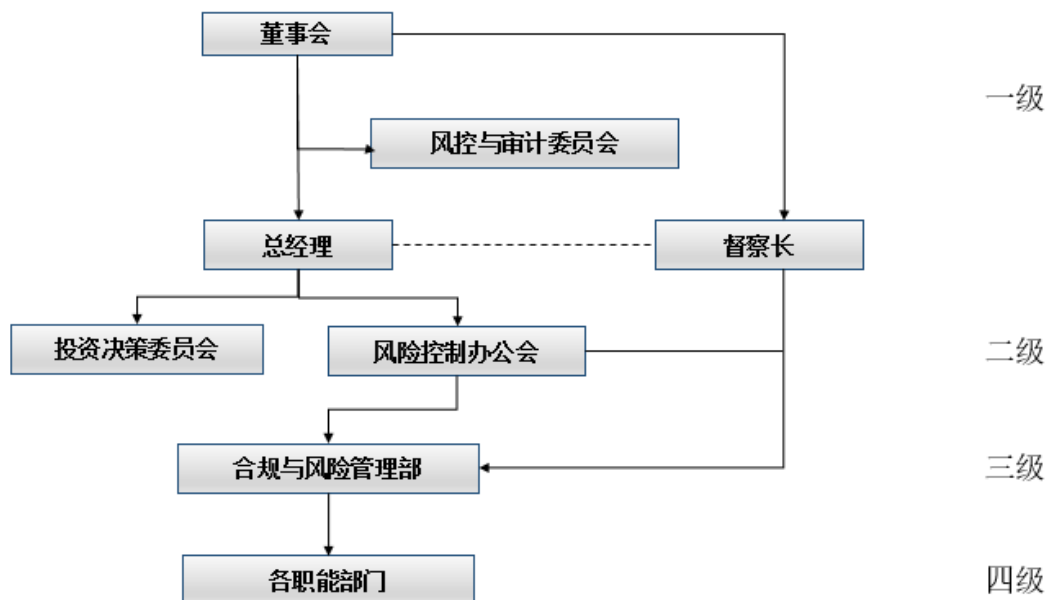 董事会
一级
风控与审计委员会
总经理
督察长
投资决策委员会
风险控制办公会
二级
合规与风险管理部
三级
各职能部门
四级